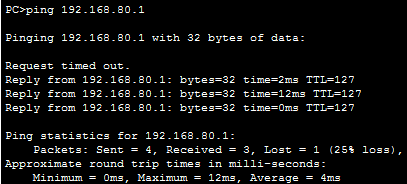 PC>ping 192.168.80.1
Pinging 192.168.80.1 with 32 bytes of data:
Request timed out.
Reply from 192.168.80.1: bytes=32 time=2ms TTL=127
Reply from 192.168.80.1: bytes=32 time=12ms TTL=127
Reply from 192.168.80.1: bytes=32 time=0ms TTL=127
Ping statistics for 192.168.80.1:
    Packets: Sent = 4, Received = 3, Lost = 1 (25% loss),
Approximate round trip times in milli-seconds:
    Minimum = 0ms, Maximum = 12ms, Average = 4ms